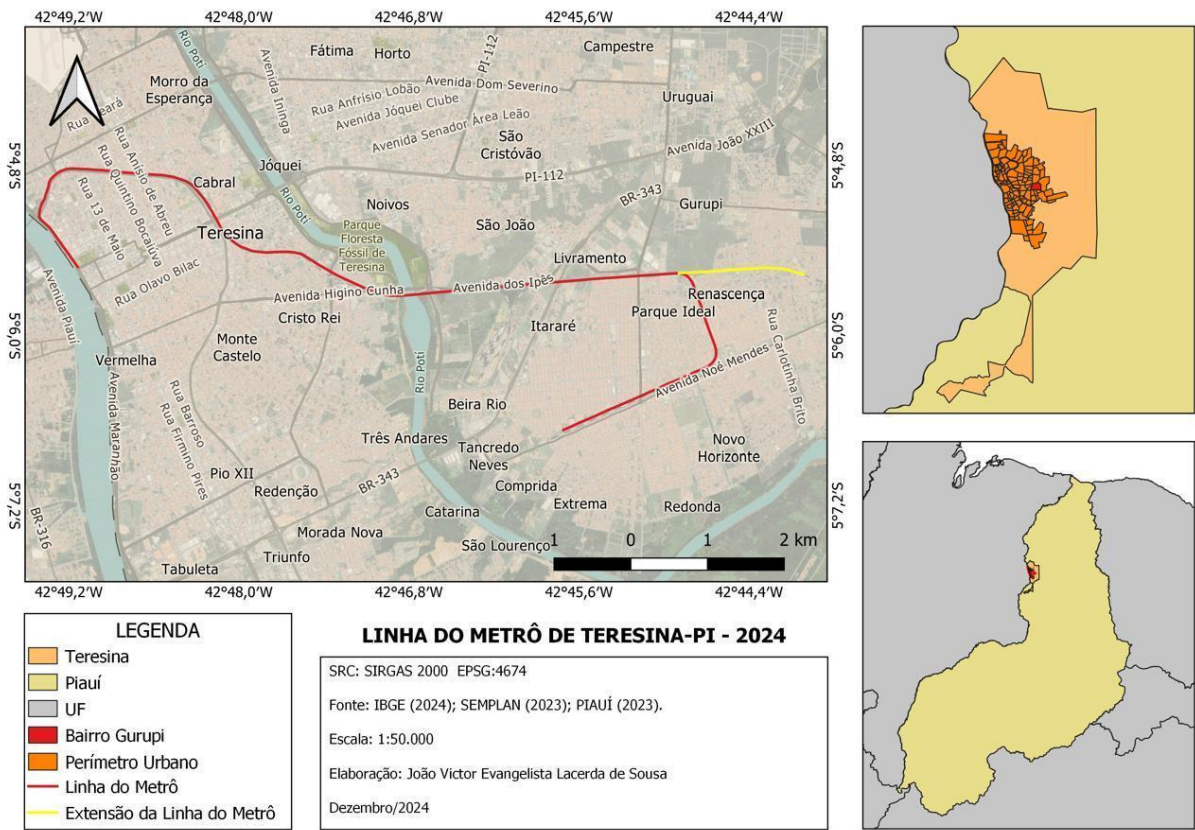 42°49,2'W 42°48,0'W 42°46,8'W 42°45,6'W 42°44,4'W
5°4,8'S
5°6,0'S
5°7,2'S
5°4,8'S
5°6,0'S
5°7,2'S
Rio Poti
Fátima
Horto
PI-112
Campestre
Morro da
Esperança
Avenida Ininga
Avenida Dom Severino
Rua Anfrísio Lobão
Avenida Jóquei Clube
Avenida Senador Área Leão
Uruguai
São
Cristóvão
Avenida João XXIII
Rua Anísio de Abreu
Rua Quintino Bocaiúva
Rua 13 de Maio
Cabral
Jóquei
PI-112
BR-343
Rio Poti
Noivos
Gurupi
Teresina
Parque
Floresta
Fóssil de
Teresina
São João
Livramento
Rua Olavo Bilac
Avenida Piauí
Avenida Higino Cunha
Avenida dos Ipês
Renascença
Parque Ideal
Cristo Rei
Itararé
Rua Carlotinha Brito
Monte
Castelo
Vermelha
Rio Poti
Avenida Noé Mendes
Avenida Maranhão
Rua Barroso
Rua Firmino Pires
Beira Rio
Três Andares
Tancredo
Neves
Novo
Horizonte
Pio XII
BR-343
Redenção
Comprida
Extrema
Redonda
Catarina
BR-316
Morada Nova
São Lourenço
Triunfo
Tabuleta
1 0 1 2 km
42°49,2'W 42°48,0'W 42°46,8'W 42°45,6'W 42°44,4'W
LEGENDA
Teresina
Piauí
UF
Bairro Gurupi
Perímetro Urbano
Linha do Metrô
Extensão da Linha do Metrô
LINHA DO METRÔ DE TERESINA-PI - 2024
SRC: SIRGAS 2000 EPSG:4674
Fonte: IBGE (2024); SEMPLAN (2023); PIAUÍ (2023).
Escala: 1:50.000
Elaboração: João Victor Evangelista Lacerda de Sousa
Dezembro/2024